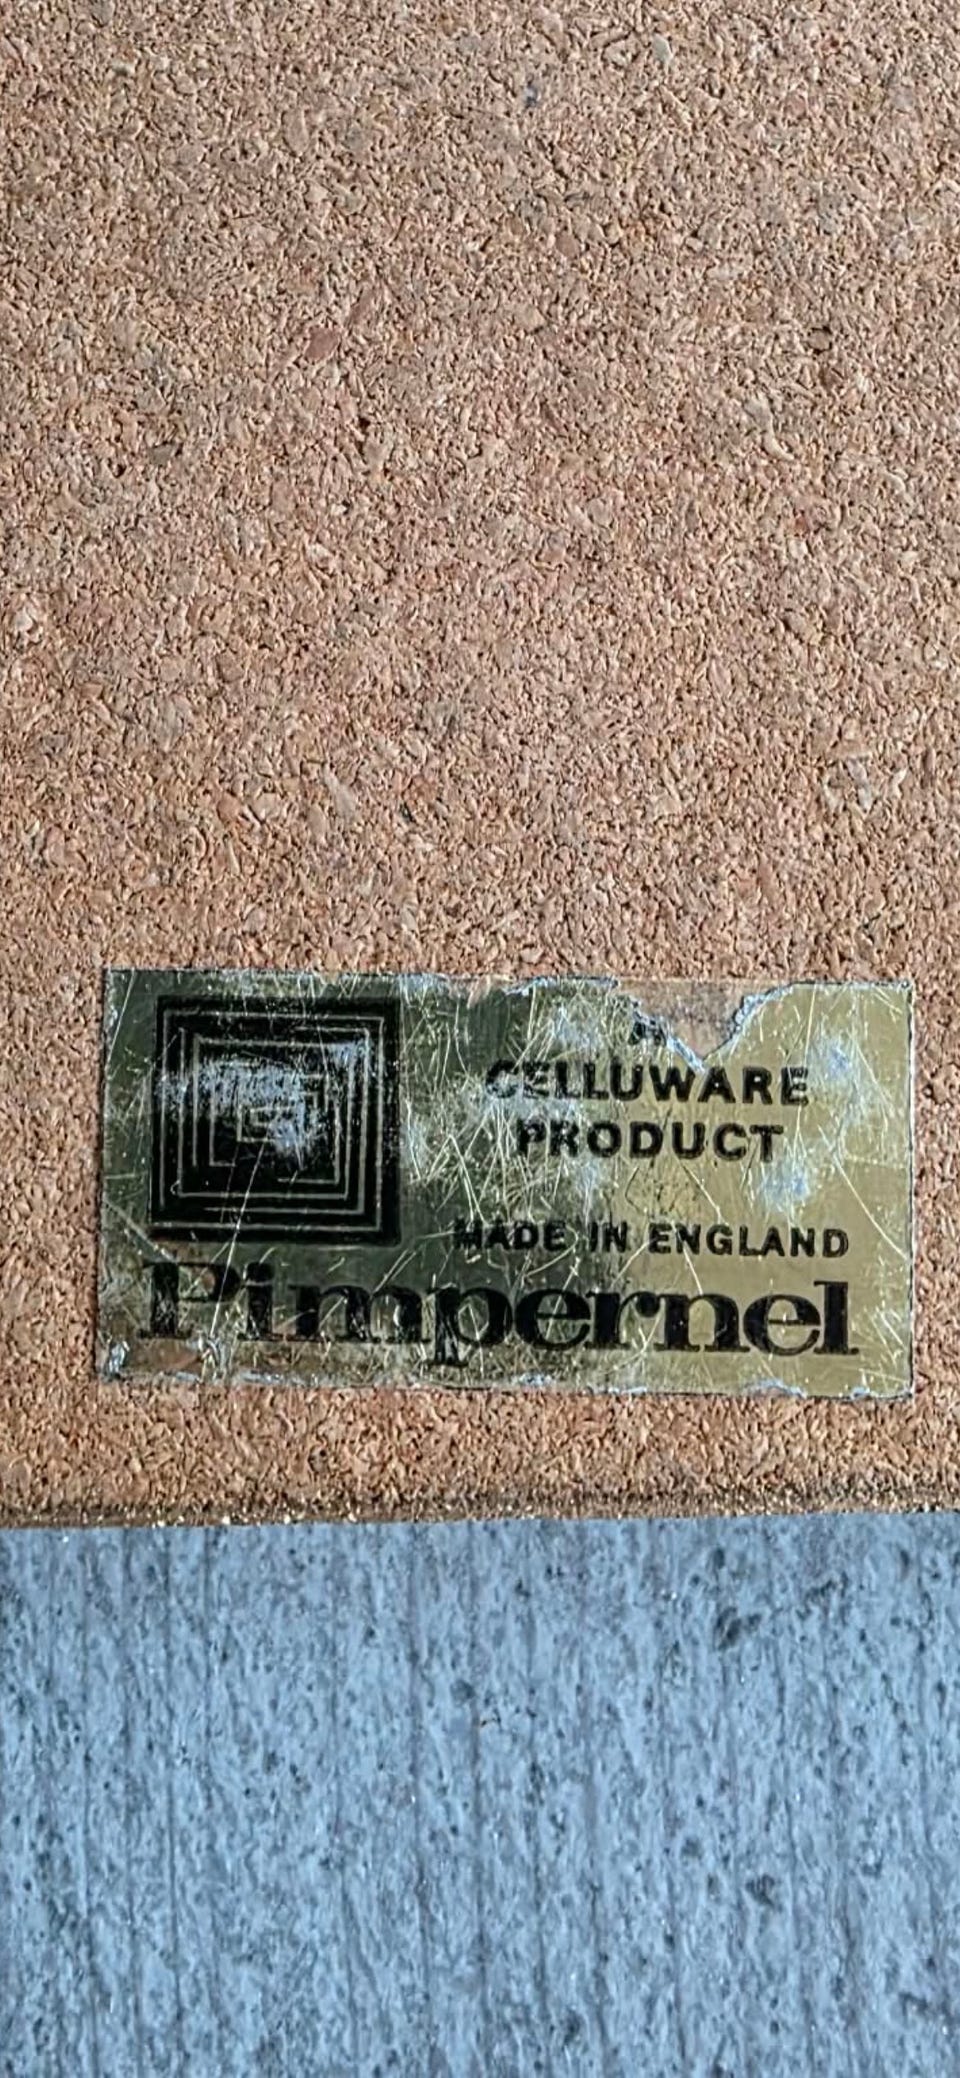 A
CELLUWARE
PRODUCT
MADE IN ENGLAND
Pimpernel